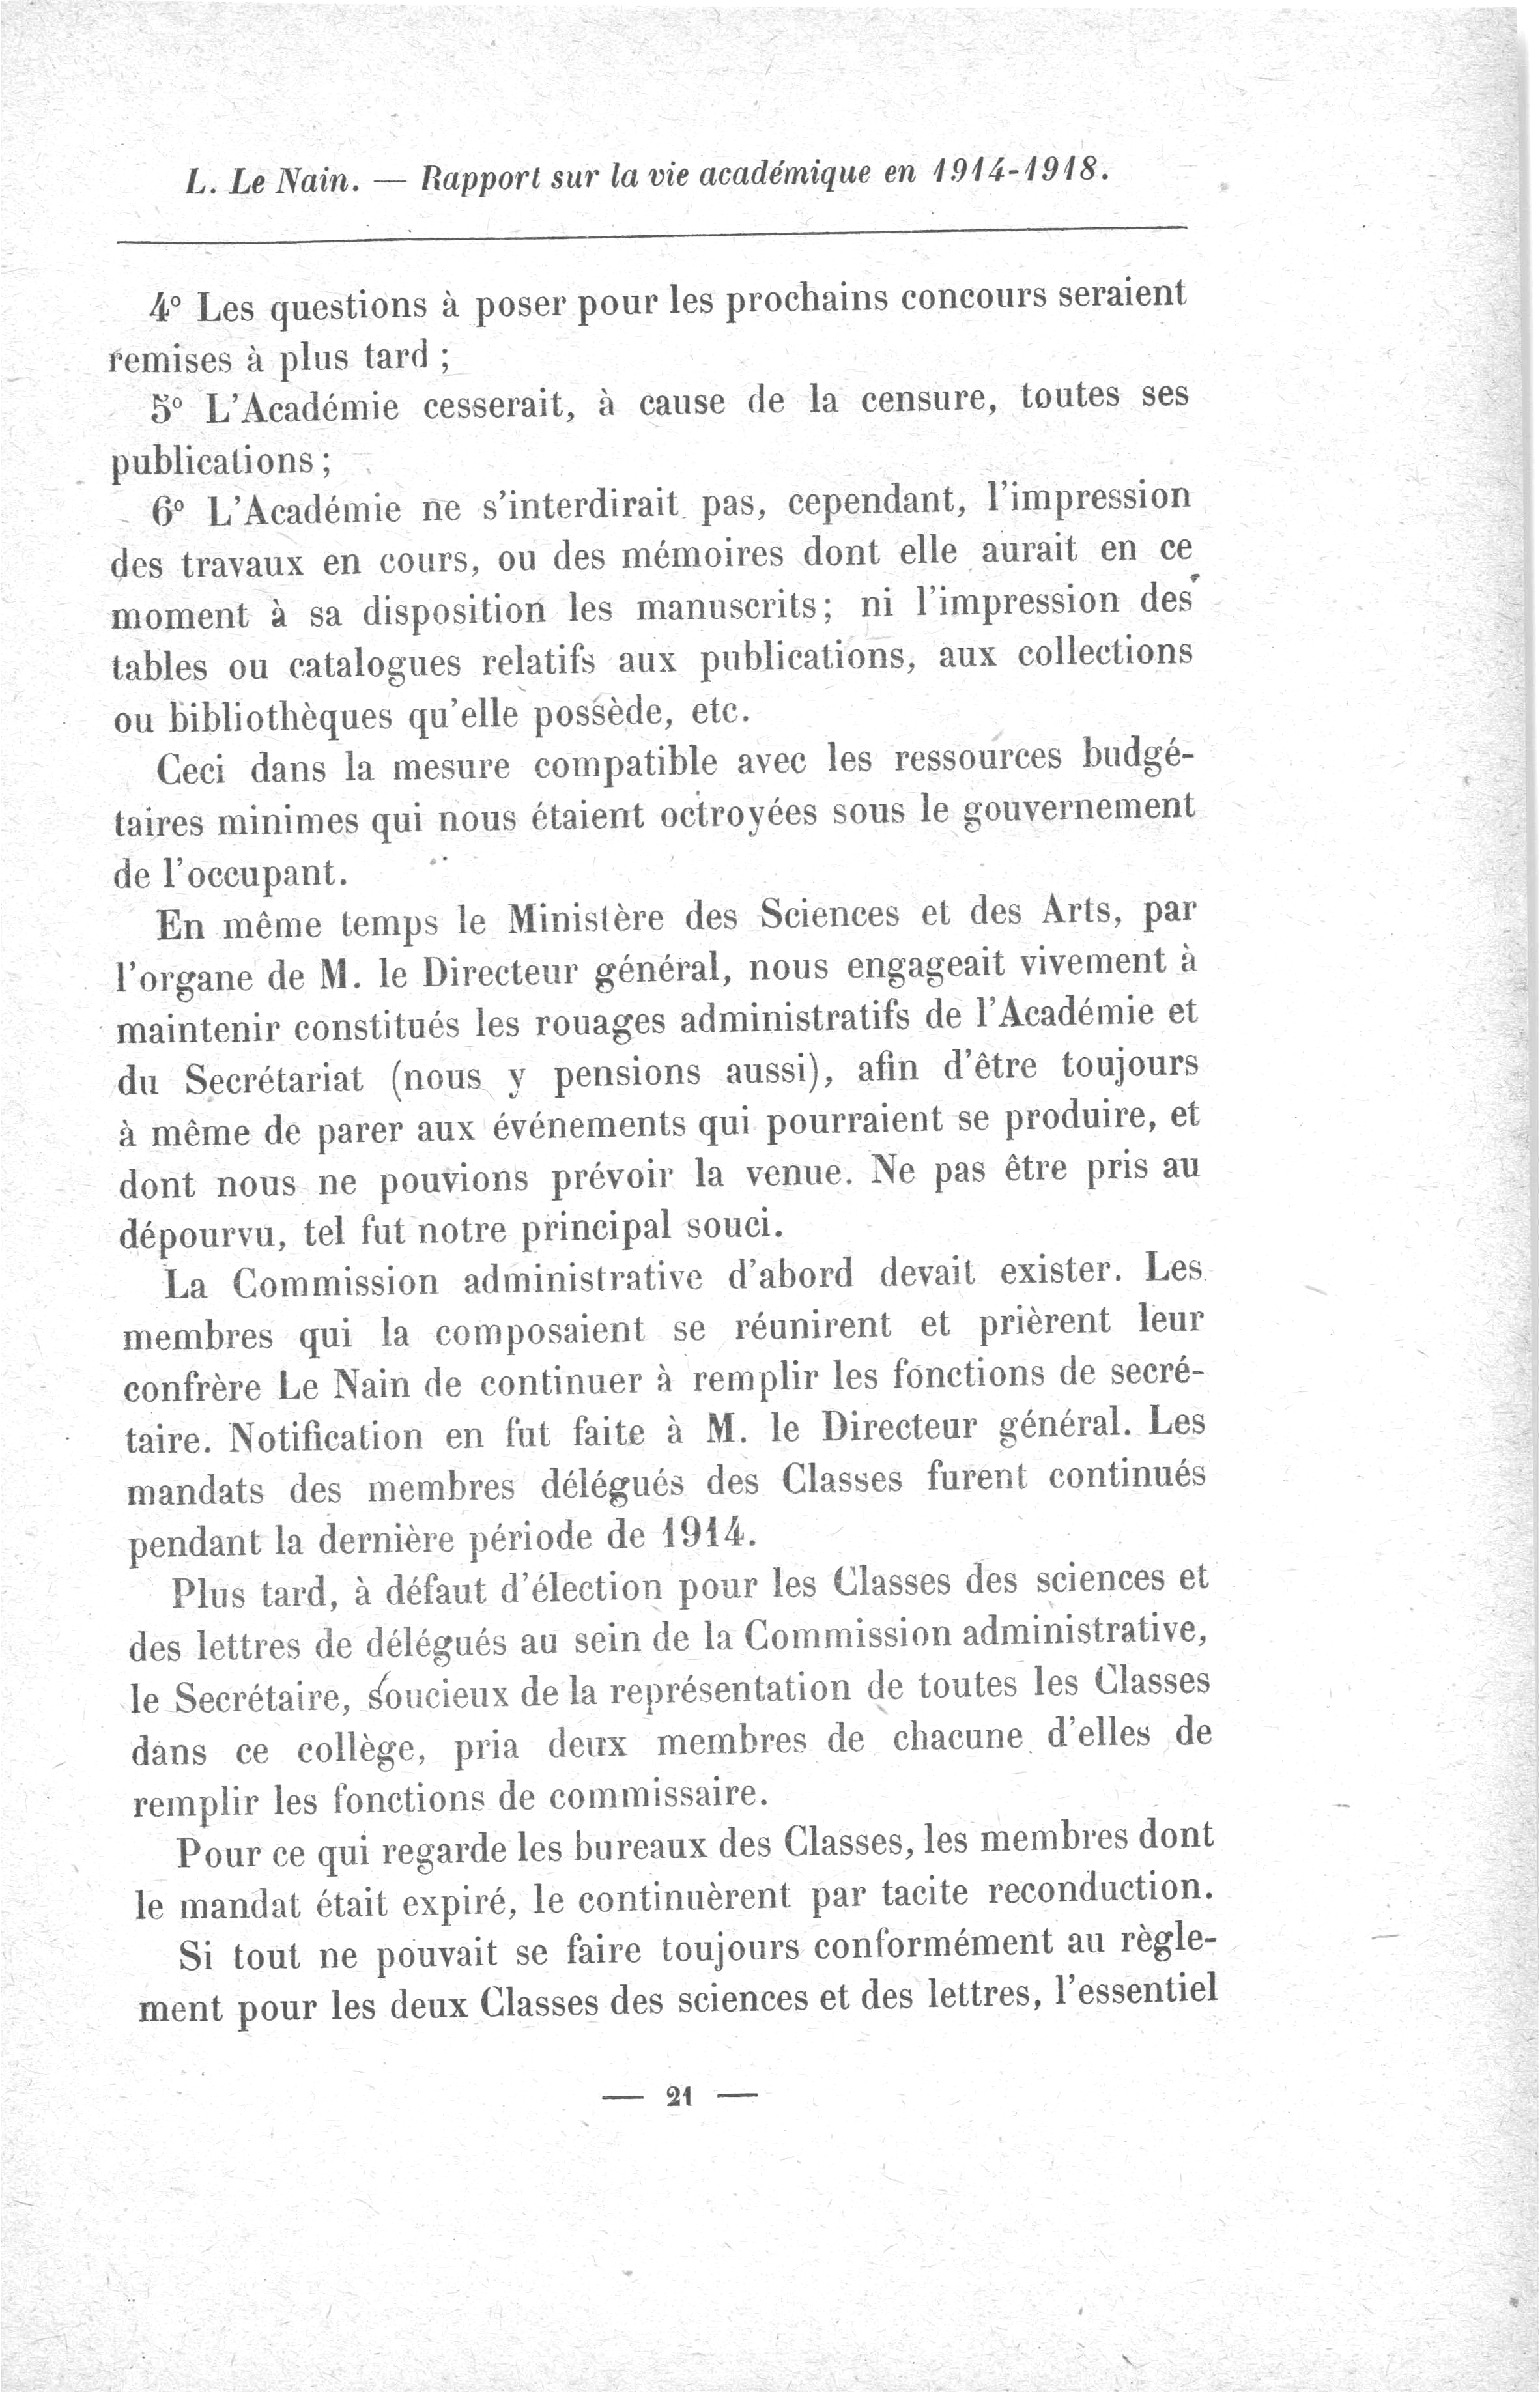 L. Le Nain. — Rapport sur la vie académique en 1914-1918.
4° Les questions à poser pour les prochains concours seraient
remises à plus tard ;
5° L'Académie cesserait, à cause de la censure, toutes ses
publications ;
6° L'Académie ne s'interdirait pas, cependant, l'impression
des travaux en cours, ou des mémoires dont elle aurait en ce
moment à sa disposition les manuscrits; ni l'impression des
tables ou catalogues relatifs aux publications, aux collections
ou bibliothèques qu'elle possède, etc.
Ceci dans la mesure compatible avec les ressources budgé-
taires minimes qui nous étaient octroyées sous le gouvernement
de l'occupant.
En même temps le Ministère des Sciences et des Arts, par
l'organe de M. le Directeur général, nous engageait vivement à
maintenir constitués les rouages administratifs de l'Académie et
du Secrétariat (nous y pensions aussi), afin d'être toujours
à même de parer aux événements qui pourraient se produire, et
dont nous ne pouvions prévoir la venue. Ne pas être pris au
dépourvu, tel fut notre principal souci.
La Commission administrative d'abord devait exister. Les
membres qui la composaient se réunirent et prièrent leur
confrère Le Nain de continuer à remplir les fonctions de secré-
taire. Notification en fut faite à M. le Directeur général. Les
mandats des membres délégués des Classes furent continués
pendant la dernière période de 1914.
Plus tard, à défaut d'élection pour les Classes des sciences et
des lettres de délégués au sein de la Commission administrative,
le Secrétaire, soucieux de la représentation de toutes les Classes
dans ce collège, pria deux membres de chacune d'elles de
remplir les fonctions de commissaire.
Pour ce qui regarde les bureaux des Classes, les membres dont
le mandat était expiré, le continuèrent par tacite reconduction.
Si tout ne pouvait se faire toujours conformément au règle-
ment pour les deux Classes des sciences et des lettres, l'essentiel
— 21 —